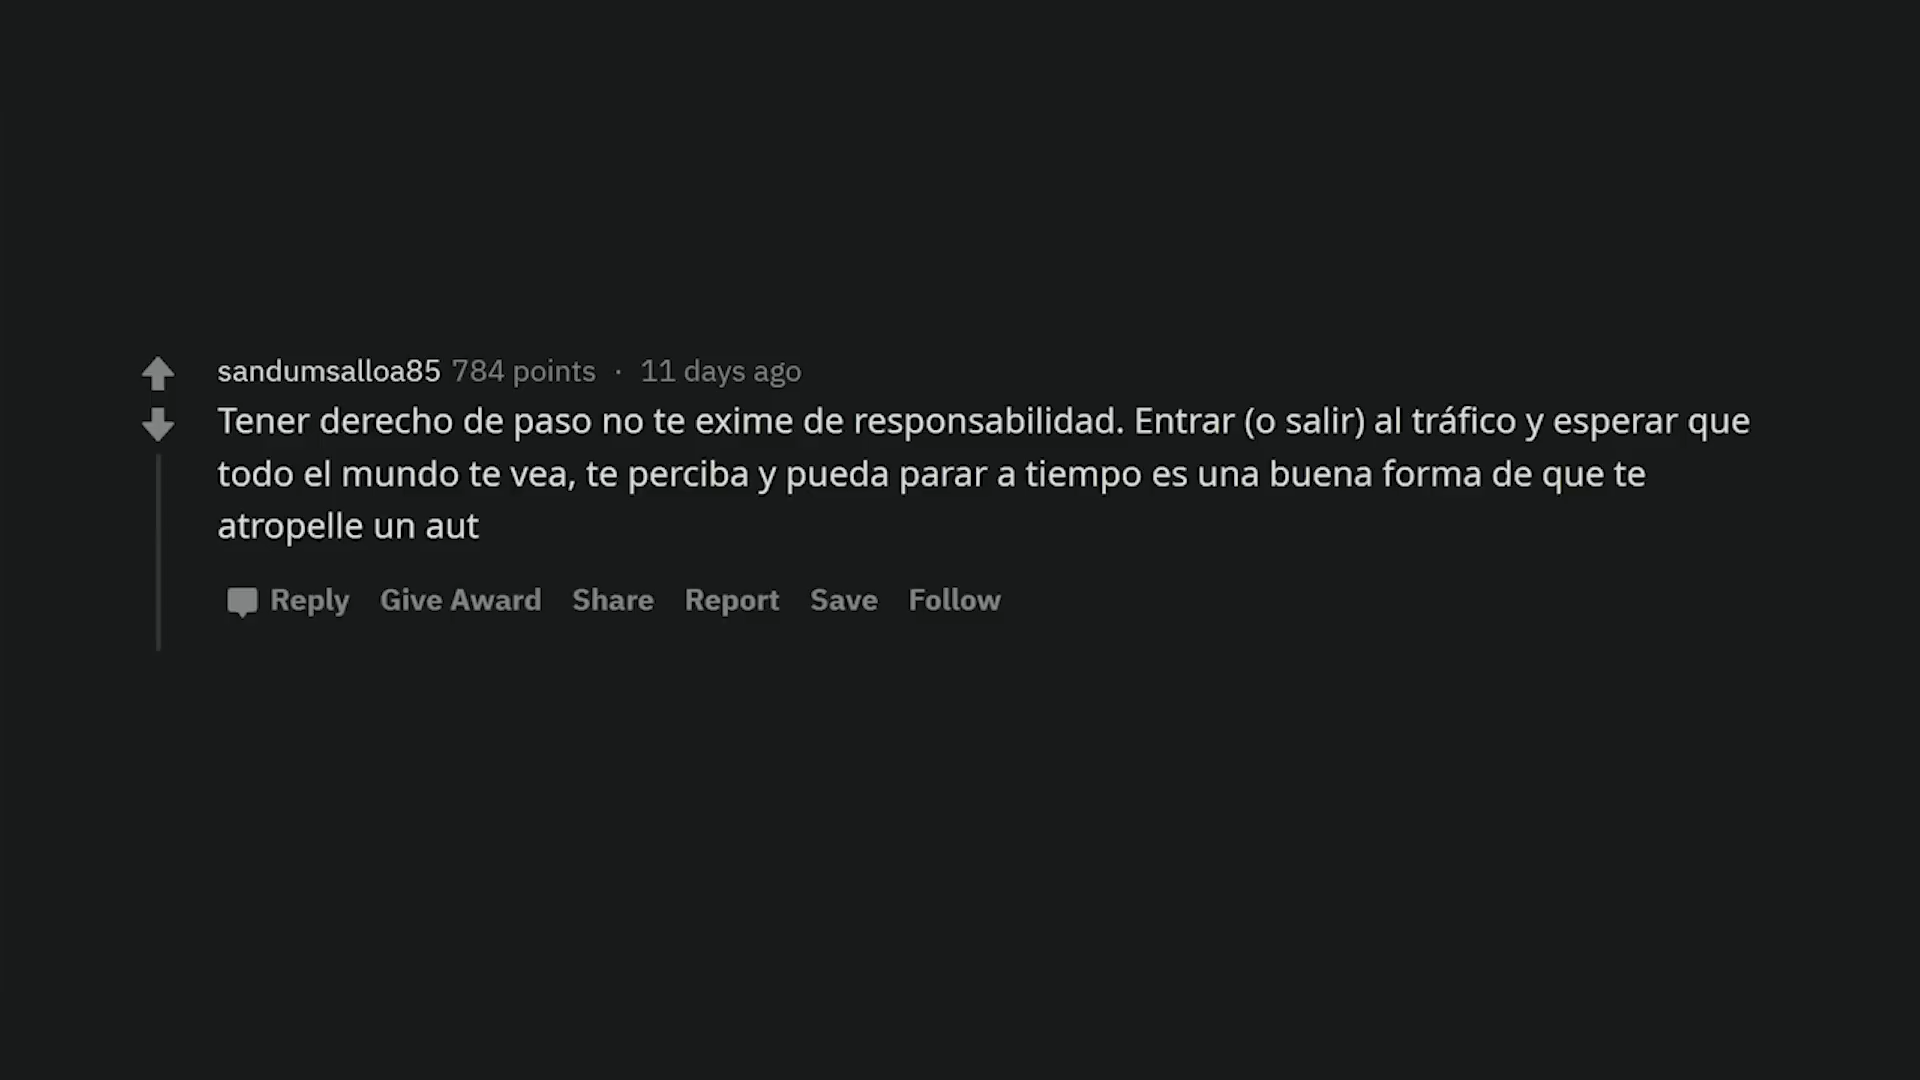 sandumsalloa85 784 points · 11 days ago
Tener derecho de paso no te exime de responsabilidad. Entrar (o salir) al tráfico y esperar que
todo el mundo te vea, te perciba y pueda parar a tiempo es una buena forma de que te
atropelle un aut
Reply Give Award Share Report Save Follow